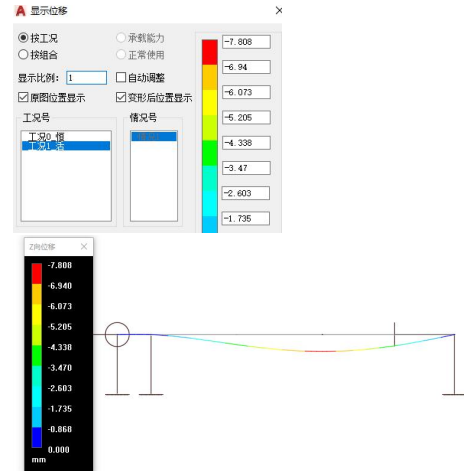 显示位移
按工况
承载能力
按组合
正常使用
显示比例: 1
自动调整
原图位置显示
变形后位置显示
工况号
情况号
工况0 恒
工况1 活
-7.808
-6.94
-6.073
-5.205
-4.338
-3.47
-2.603
-1.735
Z向位移
-7.808
-6.940
-6.073
-5.205
-4.338
-3.470
-2.603
-1.735
-0.868
0.000
mm